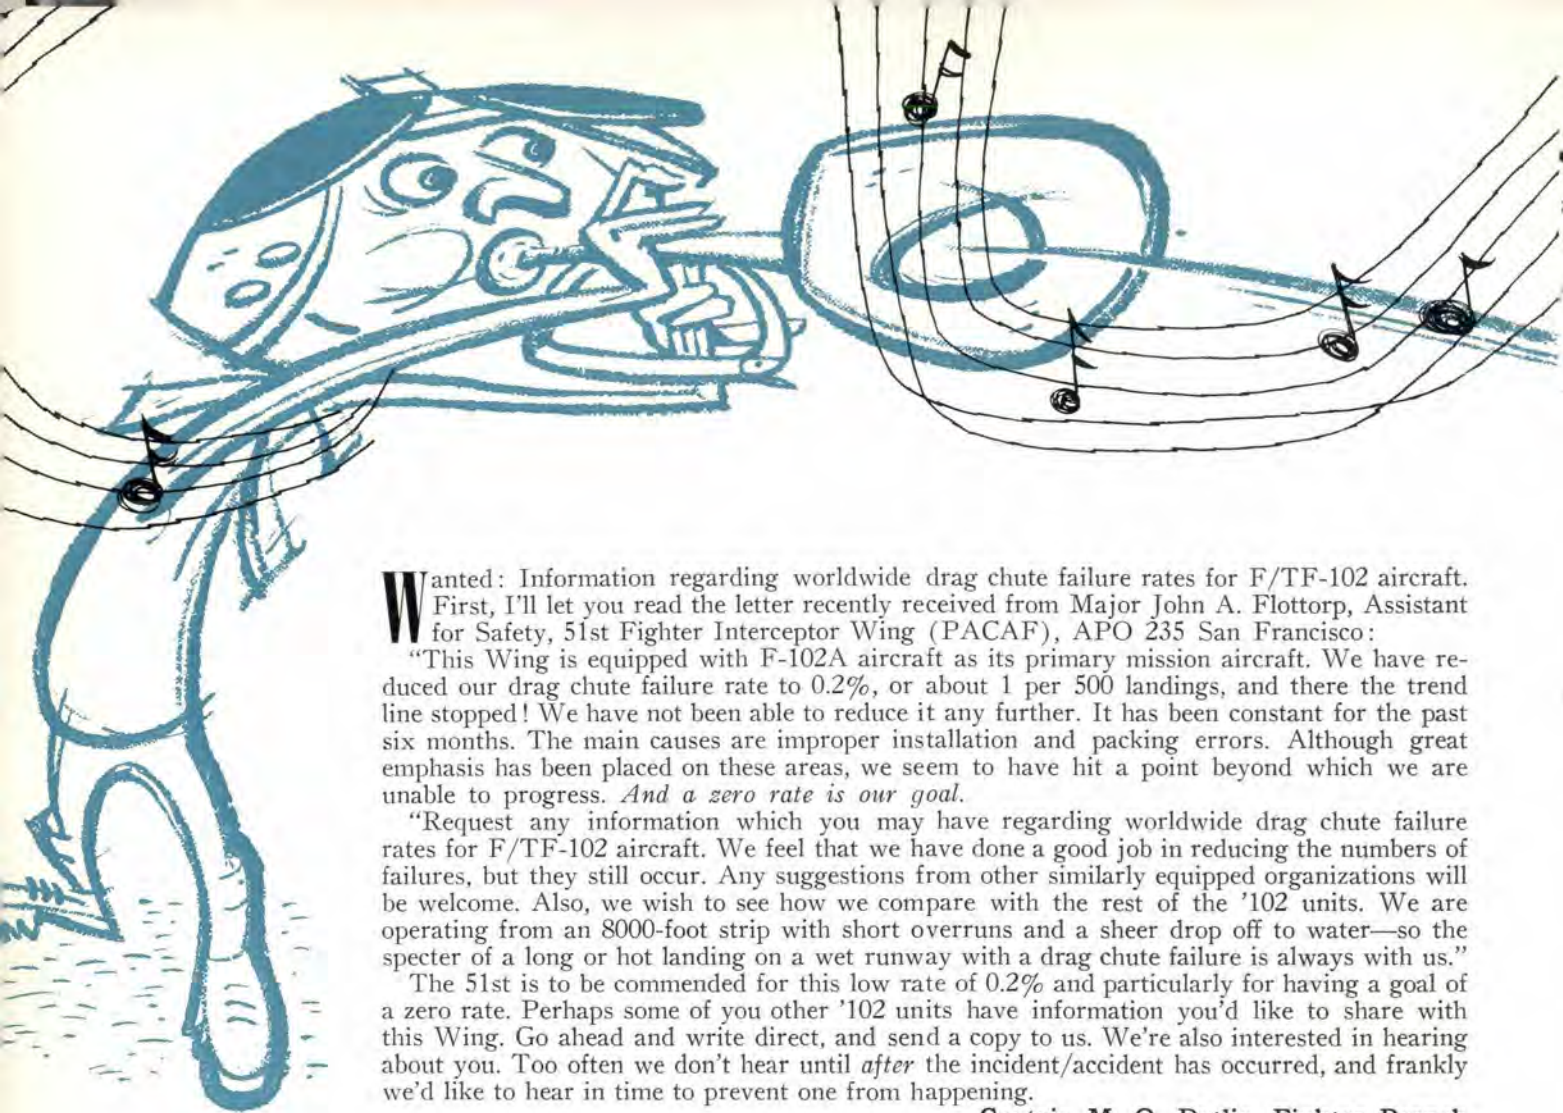 Wanted: Information regarding worldwide drag chute failure rates for F/TF-102 aircraft.
First, I'll let you read the letter recently received from Major John A. Flottorp, Assistant
for Safety, 51st Fighter Interceptor Wing (PACAF), APO 235 San Francisco:
"This Wing is equipped with F-102A aircraft as its primary mission aircraft. We have re-
duced our drag chute failure rate to 0.2%, or about 1 per 500 landings, and there the trend
line stopped! We have not been able to reduce it any further. It has been constant for the past
six months. The main causes are improper installation and packing errors. Although great
emphasis has been placed on these areas, we seem to have hit a point beyond which we are
unable to progress. And a zero rate is our goal.
"Request any information which you may have regarding worldwide drag chute failure
rates for F/TF-102 aircraft. We feel that we have done a good job in reducing the numbers of
failures, but they still occur. Any suggestions from other similarly equipped organizations will
be welcome. Also, we wish to see how we compare with the rest of the '102 units. We are
operating from an 8000-foot strip with short overruns and a sheer drop off to water—so the
specter of a long or hot landing on a wet runway with a drag chute failure is always with us."
The 51st is to be commended for this low rate of 0.2% and particularly for having a goal of
a zero rate. Perhaps some of you other '102 units have information you'd like to share with
this Wing. Go ahead and write direct, and send a copy to us. We're also interested in hearing
about you. Too often we don't hear until after the incident/accident has occurred, and frankly
we'd like to hear in time to prevent one from happening.